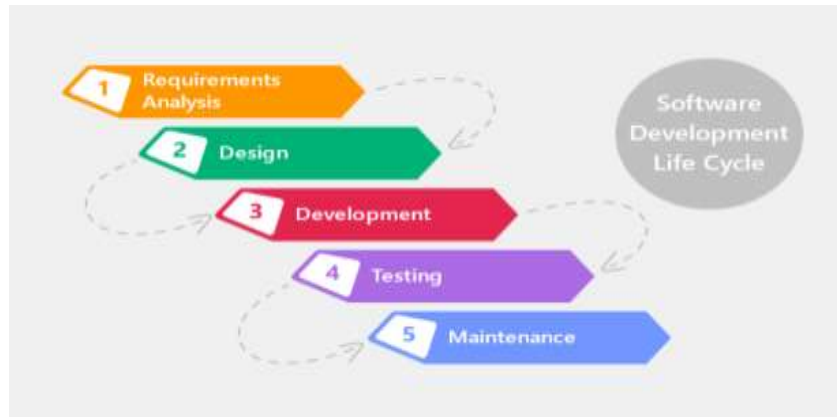 1
Requirements
Analysis
2
Design
3
Development
4
Testing
5
Maintenance
Software
Development
Life Cycle